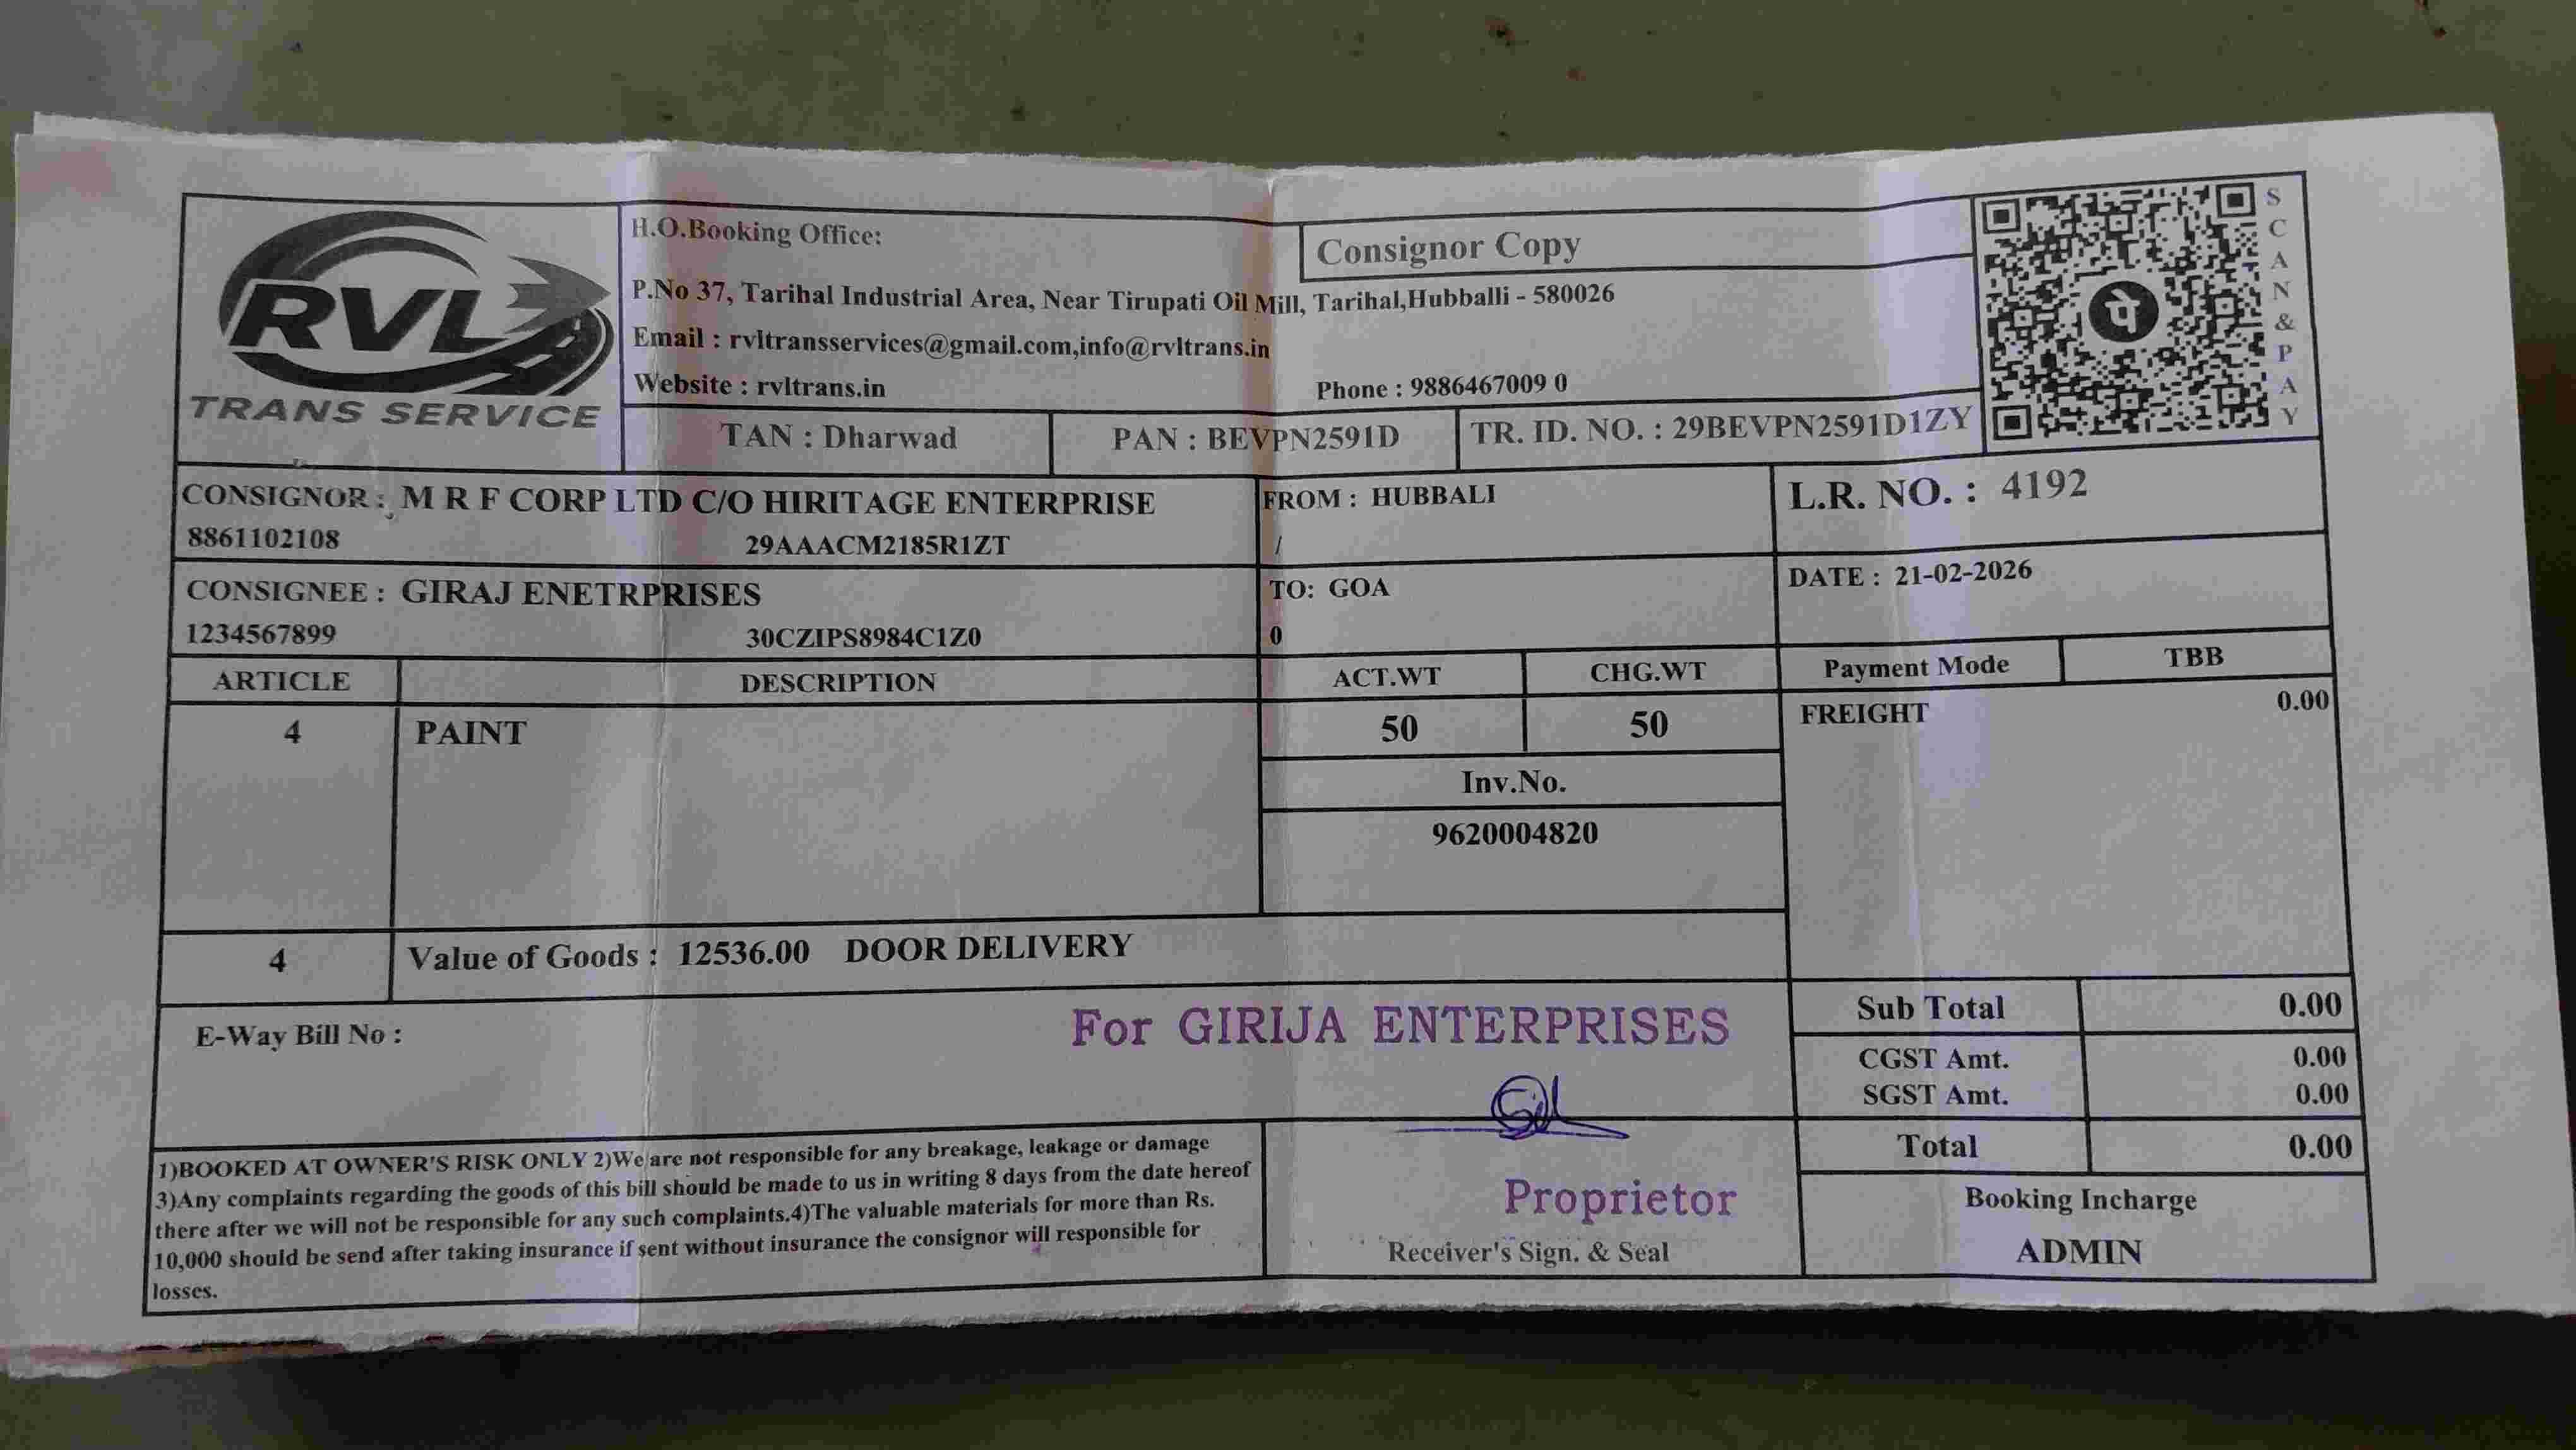 RVL
TRANS SERVICE
H.O.Booking Office:
Consignor Copy
P.No 37, Tarihal Industrial Area, Near Tirupati Oil Mill, Tarihal,Hubballi - 580026
Email : rvltransservices@gmail.com,info@rvltrans.in
Website : rvltrans.in
Phone : 9886467009 0
TAN : Dharwad
PAN : BEVPN2591D
TR. ID. NO. : 29BEVPN2591D1ZY
पे
SCAN&PAY
CONSIGNOR : M R F CORP LTD C/O HIRITAGE ENTERPRISE
8861102108 29AAACM2185R1ZT
FROM : HUBBALI
/
L.R. NO. : 4192
CONSIGNEE : GIRAJ ENETRPRISES
1234567899 30CZIPS8984C1Z0
TO: GOA
0
DATE : 21-02-2026
ARTICLE DESCRIPTION ACT.WT CHG.WT Payment Mode TBB
4 PAINT 50 50 FREIGHT 0.00
Inv.No.
9620004820
4 Value of Goods : 12536.00 DOOR DELIVERY
E-Way Bill No :
For GIRIJA ENTERPRISES
Proprietor
Receiver's Sign. & Seal
Sub Total 0.00
CGST Amt. 0.00
SGST Amt. 0.00
Total 0.00
Booking Incharge
ADMIN
1)BOOKED AT OWNER'S RISK ONLY 2)We are not responsible for any breakage, leakage or damage
3)Any complaints regarding the goods of this bill should be made to us in writing 8 days from the date hereof
there after we will not be responsible for any such complaints.4)The valuable materials for more than Rs.
10,000 should be send after taking insurance if sent without insurance the consignor will responsible for
losses.